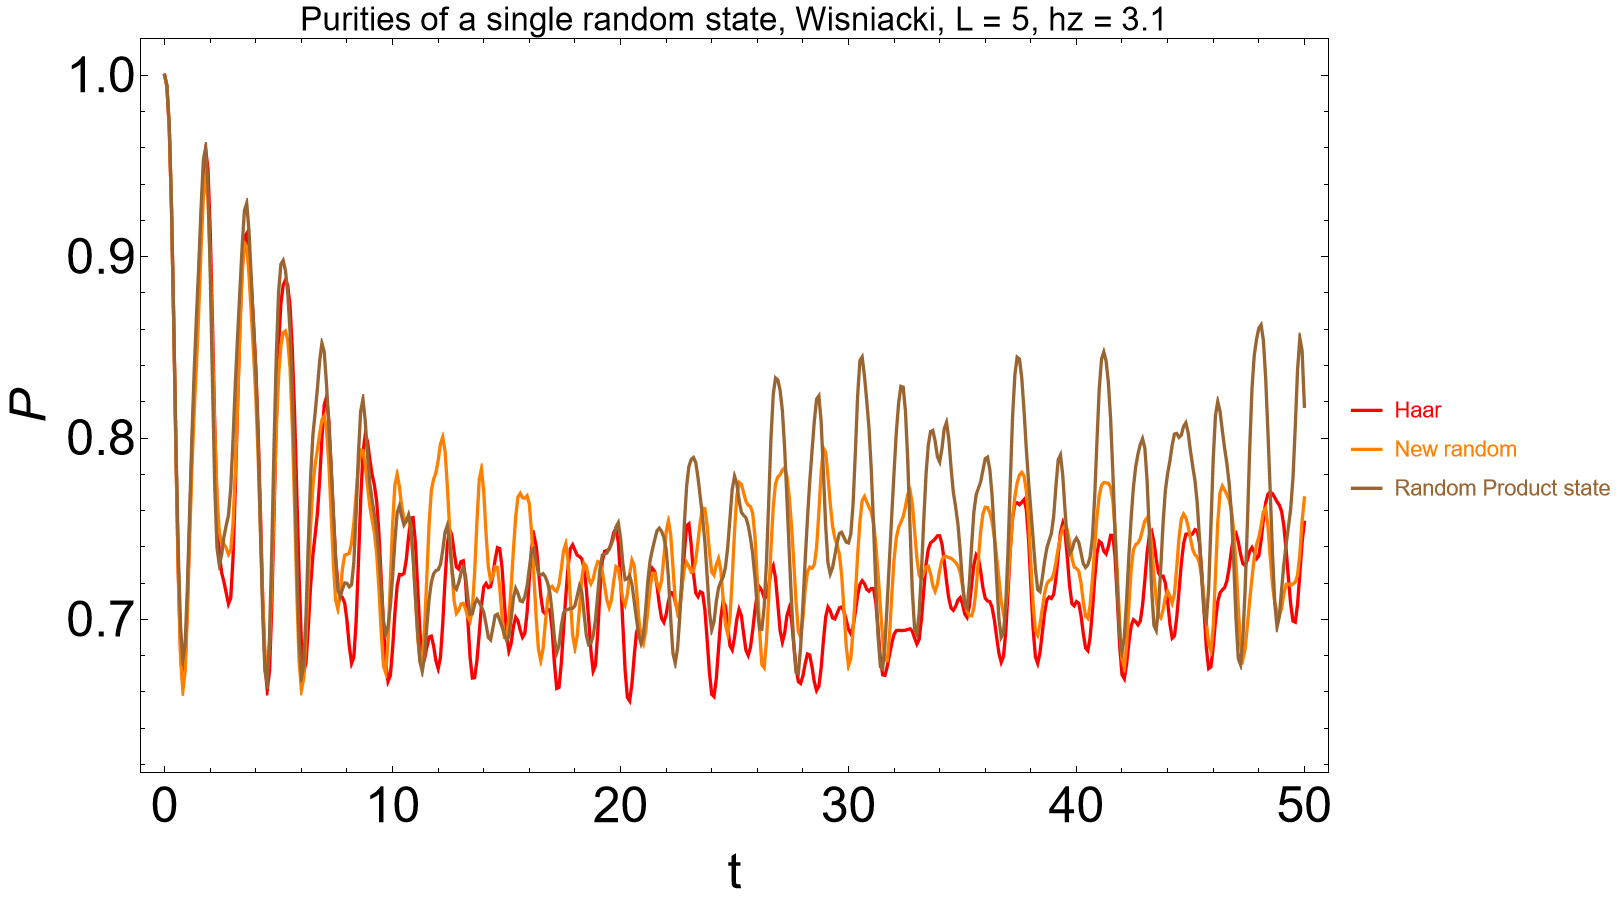 Purities of a single random state, Wisniacki, L = 5, hz = 3.1
1.0
0.9
0.8
0.7
P
0 10 20 30 40 50
t
Haar
New random
Random Product state